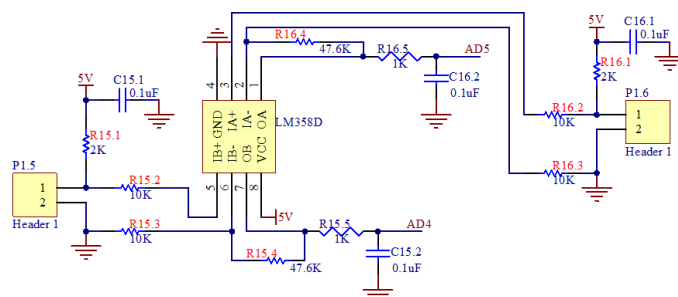 5V
C16.1
0.1uF
R16.4
47.6K
R16.5
1K
AD5
R16.1
2K
C16.2
0.1uF
5V
C15.1
0.1uF
4
3
2
1
GND
IA+
IA-
OA
LM358D
IB+
IB-
OB
VCC
P1.6
1
2
Header 1
R16.2
10K
R15.1
2K
P1.5
1
2
Header 1
R15.2
10K
5
6
7
8
R16.3
10K
R15.3
10K
5V
R15.5
1K
AD4
R15.4
47.6K
C15.2
0.1uF